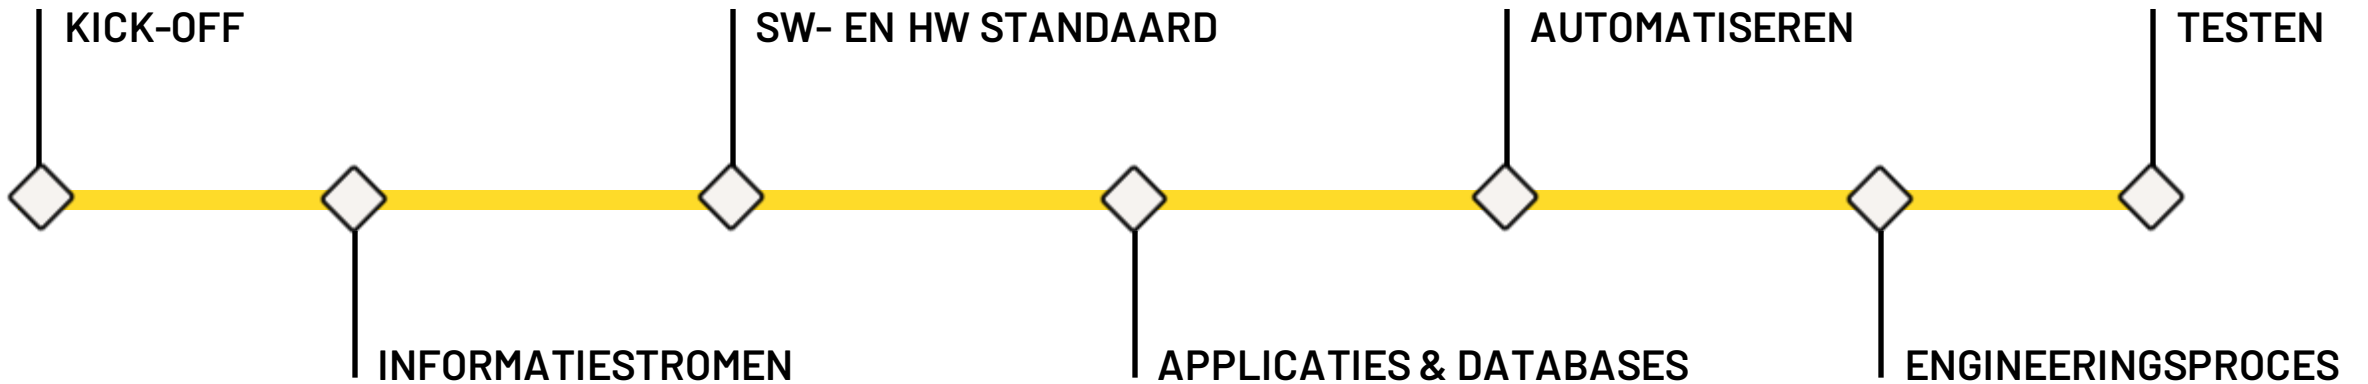 KICK-OFF
SW- EN HW STANDAARD
AUTOMATISEREN
TESTEN
INFORMATIESTROMEN
APPLICATIES & DATABASES
ENGINEERINGSPROCES